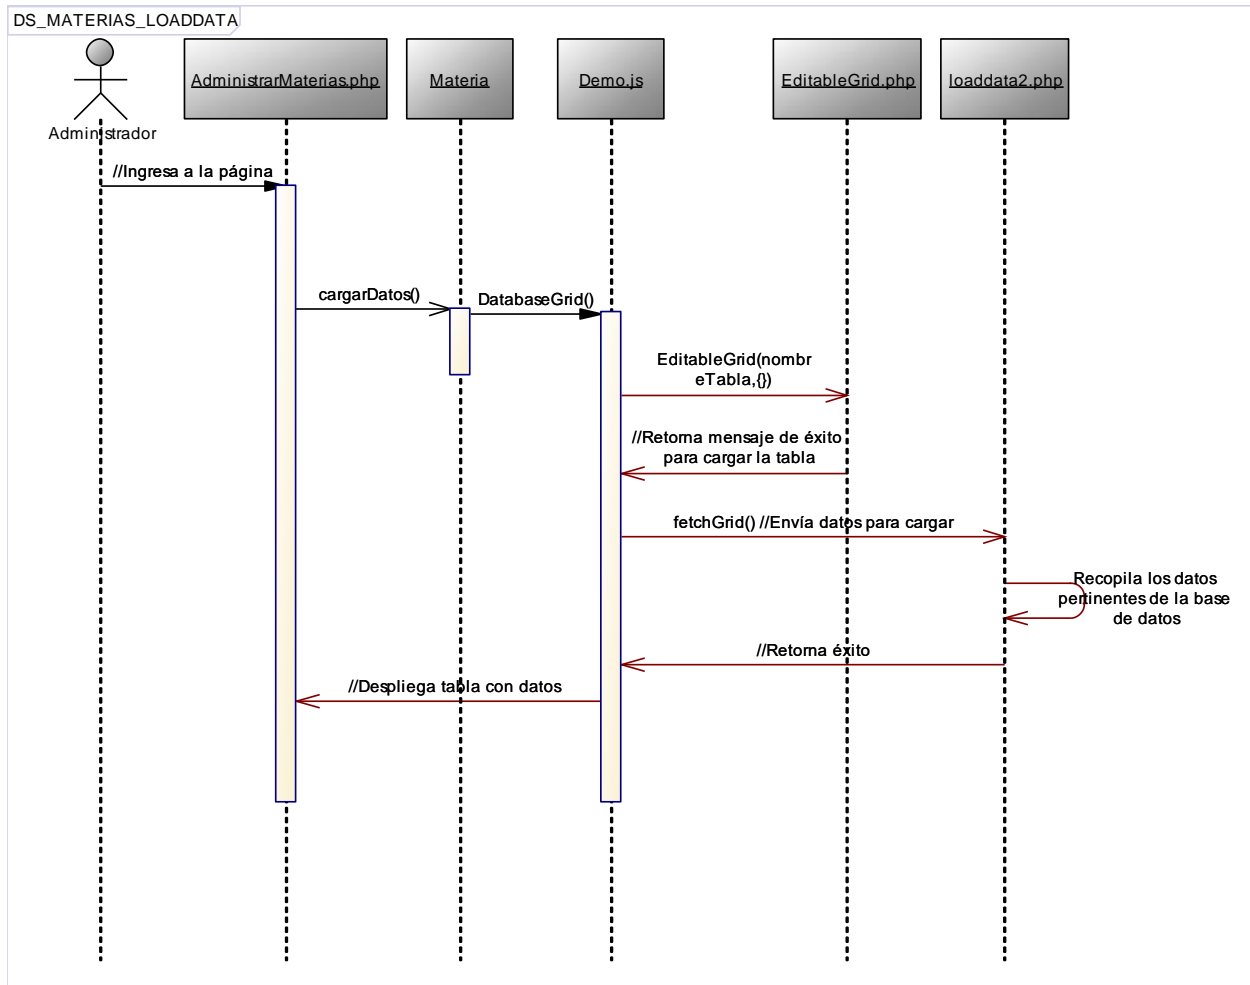 DS_MATERIAS_LOADDATA
Administrador
AdministrarMaterias.php
Materia
Demo.js
EditableGrid.php
loaddata2.php
//Ingresa a la página
cargarDatos()
DatabaseGrid()
EditableGrid(nombr
eTabla,{})
//Retorna mensaje de éxito
para cargar la tabla
fetchGrid() //Envía datos para cargar
Recopila los datos
pertinentes de la base
de datos
//Retorna éxito
//Despliega tabla con datos